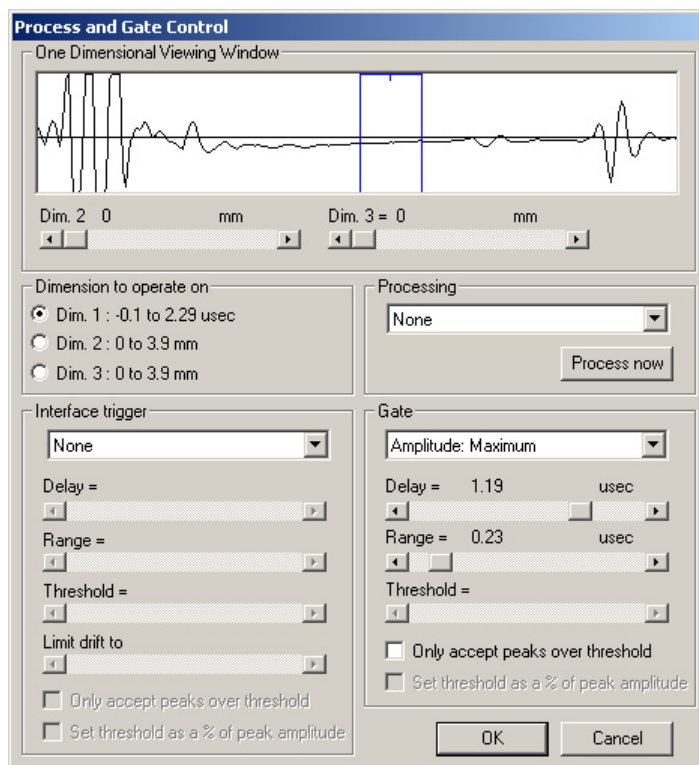 Process and Gate Control
One Dimensional Viewing Window
Dim. 2 0 mm
Dim. 3 = 0 mm
Dimension to operate on
Dim. 1 : -0.1 to 2.29 usec
Dim. 2 : 0 to 3.9 mm
Dim. 3 : 0 to 3.9 mm
Processing
None
Process now
Interface trigger
None
Delay =
Range =
Threshold =
Limit drift to
Only accept peaks over threshold
Set threshold as a % of peak amplitude
Gate
Amplitude: Maximum
Delay = 1.19 usec
Range = 0.23 usec
Threshold =
Only accept peaks over threshold
Set threshold as a % of peak amplitude
OK
Cancel